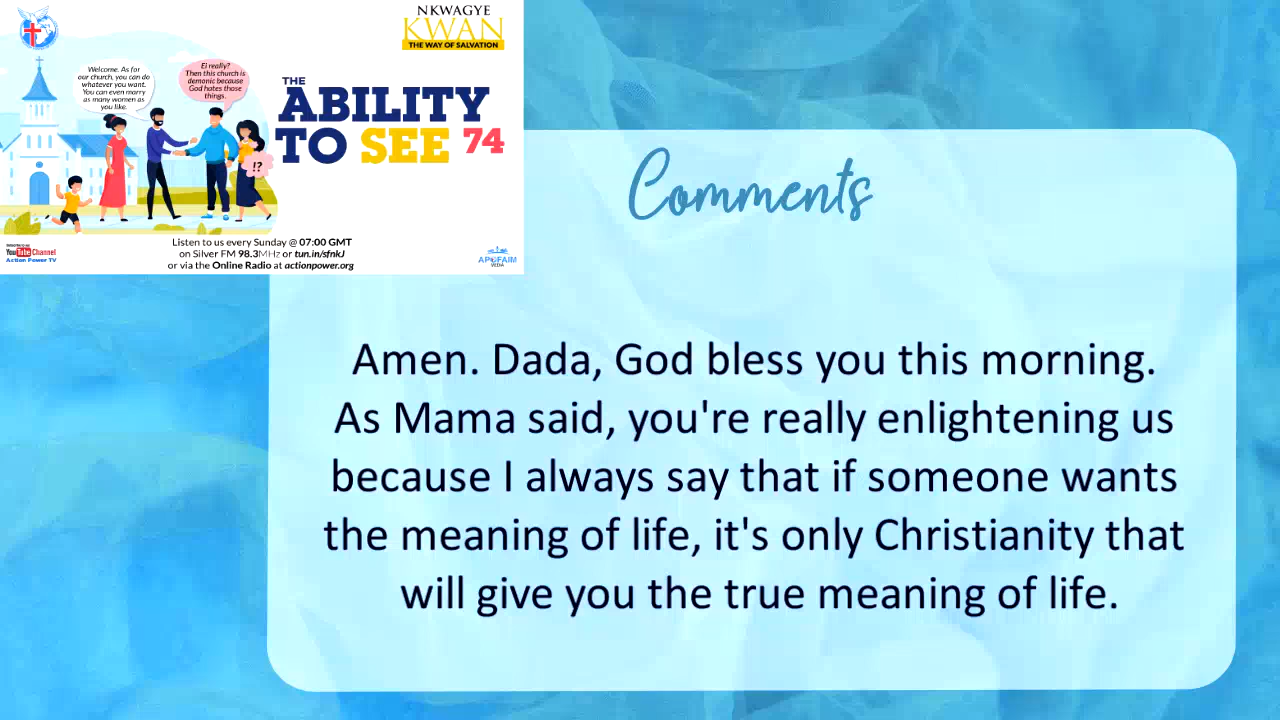 NKWAGYE
KWAN
THE WAY OF SALVATION
Welcome. As for
our church, you can do
whatever you want.
You can even marry
as many women as
you like.
Ei really?
Then this church is
demonic because
God hates those
things.
!?
THE
ABILITY
TO SEE 74
Listen to us every Sunday @ 07:00 GMT
on Silver FM 98.3MHz or tun.in/sfnkJ
or via the Online Radio at actionpower.org
YouTube Channel
Action Power TV
APOFAIM
WIDIA
Comments
Amen. Dada, God bless you this morning.
As Mama said, you're really enlightening us
because I always say that if someone wants
the meaning of life, it's only Christianity that
will give you the true meaning of life.